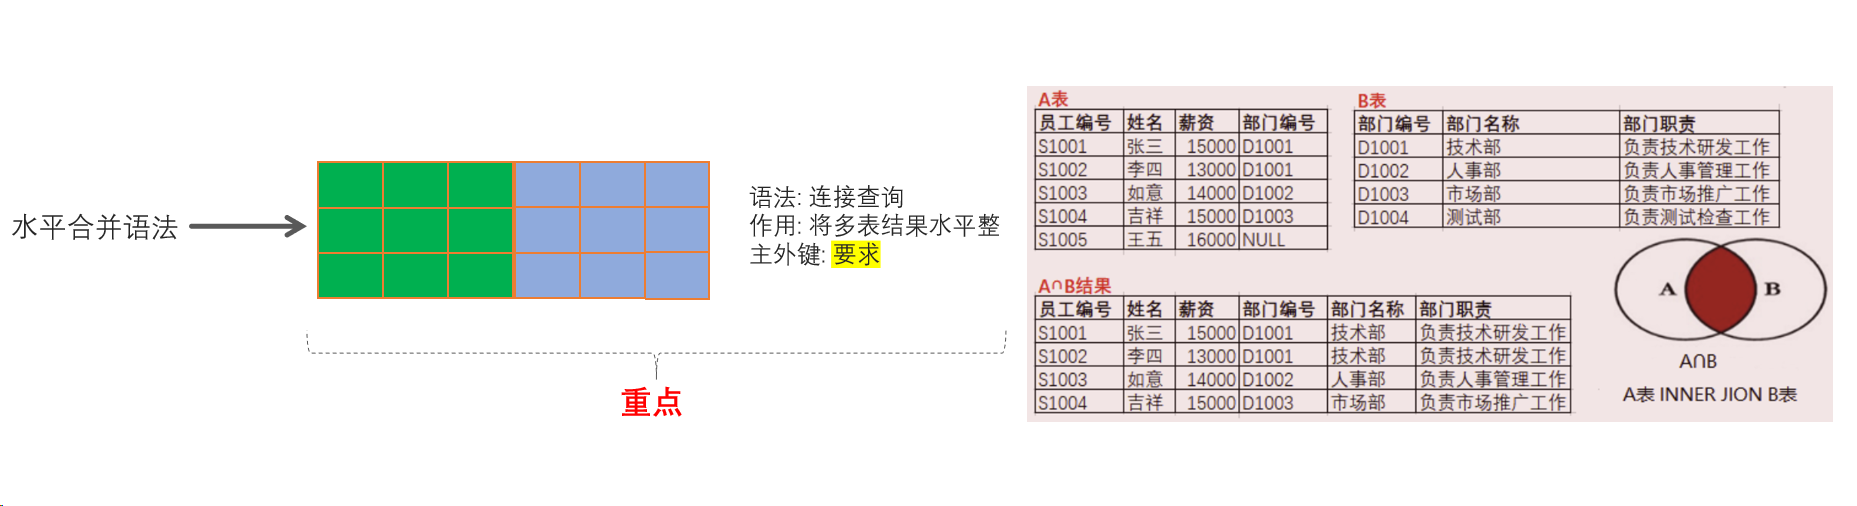 水平合并语法
语法: 连接查询
作用: 将多表结果水平整
主外键: 要求
重点
A表
员工编号 姓名 薪资 部门编号
S1001 张三 15000 D1001
S1002 李四 13000 D1001
S1003 如意 14000 D1002
S1004 吉祥 15000 D1003
S1005 王五 16000 NULL
B表
部门编号 部门名称 部门职责
D1001 技术部 负责技术研发工作
D1002 人事部 负责人事管理工作
D1003 市场部 负责市场推广工作
D1004 测试部 负责测试检查工作
A∩B结果
员工编号 姓名 薪资 部门编号 部门名称 部门职责
S1001 张三 15000 D1001 技术部 负责技术研发工作
S1002 李四 13000 D1001 技术部 负责技术研发工作
S1003 如意 14000 D1002 人事部 负责人事管理工作
S1004 吉祥 15000 D1003 市场部 负责市场推广工作
A B
A∩B
A表 INNER JION B表